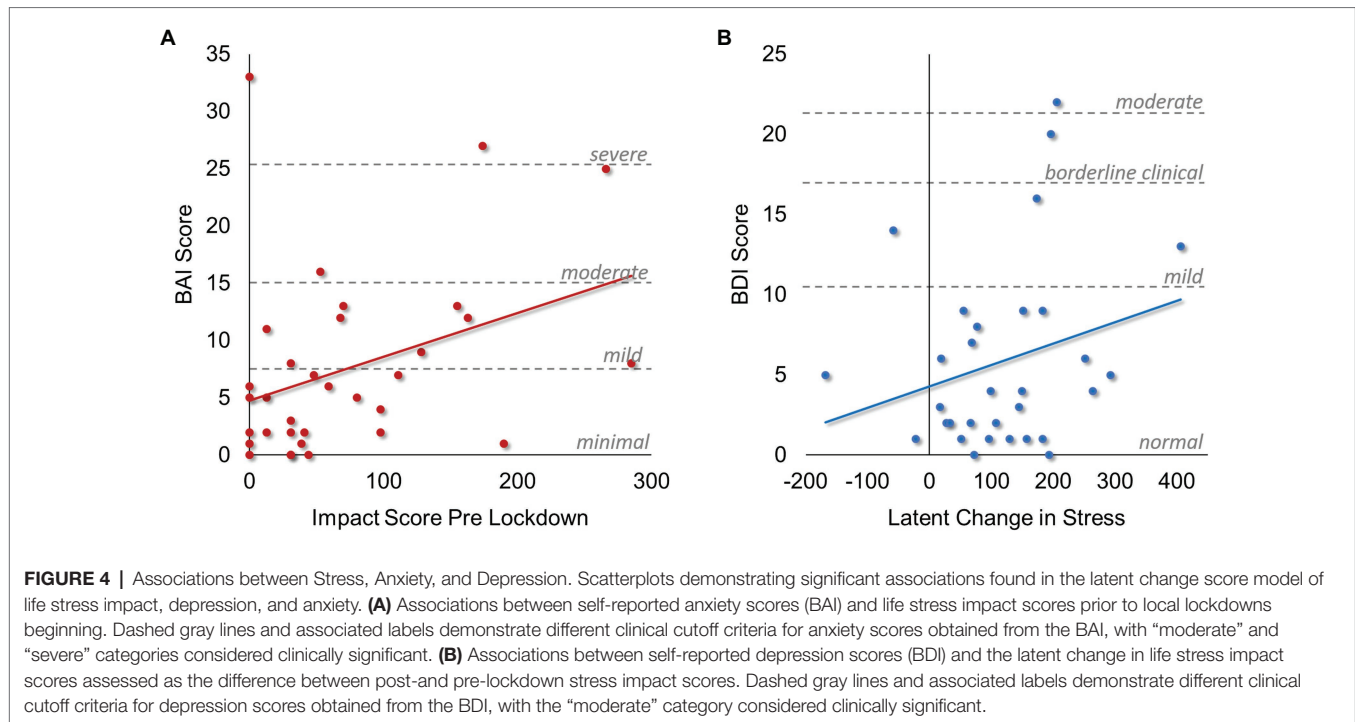 A
35
30
25
20
15
10
5
0
BAI Score
severe
moderate
mild
minimal
0 100 200 300
Impact Score Pre Lockdown
B
25
20
15
10
5
0
BDI Score
moderate
borderline clinical
mild
normal
-200 -100 0 100 200 300 400
Latent Change in Stress
FIGURE 4 | Associations between Stress, Anxiety, and Depression. Scatterplots demonstrating significant associations found in the latent change score model of
life stress impact, depression, and anxiety. (A) Associations between self-reported anxiety scores (BAI) and life stress impact scores prior to local lockdowns
beginning. Dashed gray lines and associated labels demonstrate different clinical cutoff criteria for anxiety scores obtained from the BAI, with “moderate” and
“severe” categories considered clinically significant. (B) Associations between self-reported depression scores (BDI) and the latent change in life stress impact
scores assessed as the difference between post-and pre-lockdown stress impact scores. Dashed gray lines and associated labels demonstrate different clinical
cutoff criteria for depression scores obtained from the BDI, with the “moderate” category considered clinically significant.